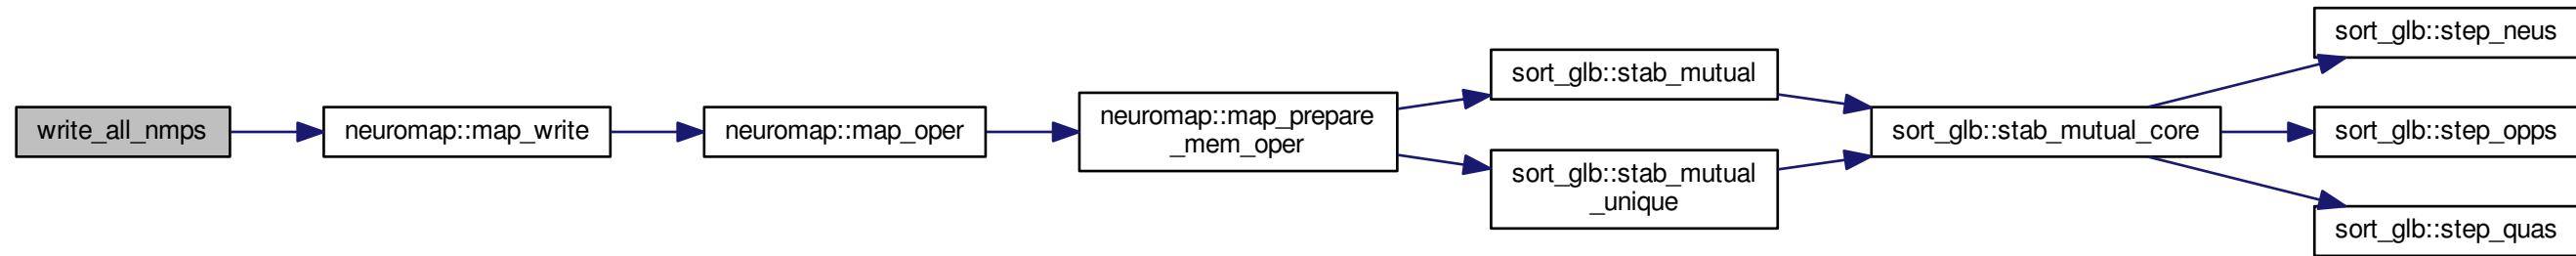 write_all_nmps
neuromap::map_write
neuromap::map_oper
neuromap::map_prepare
_mem_oper
sort_glb::stab_mutual
sort_glb::stab_mutual
_unique
sort_glb::stab_mutual_core
sort_glb::step_neus
sort_glb::step_opps
sort_glb::step_quas